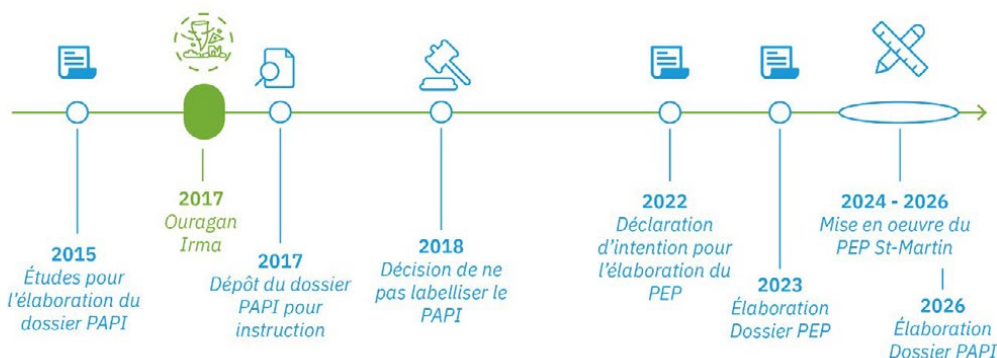 2015
Études pour
l'élaboration du
dossier PAPI
2017
Ouragan
Irma
2017
Dépôt du dossier
PAPI pour
instruction
2018
Décision de ne
pas labelliser le
PAPI
2022
Déclaration
d'intention pour
l'élaboration du
PEP
2023
Élaboration
Dossier PEP
2024 - 2026
Mise en oeuvre du
PEP St-Martin
2026
Élaboration
Dossier PAPI